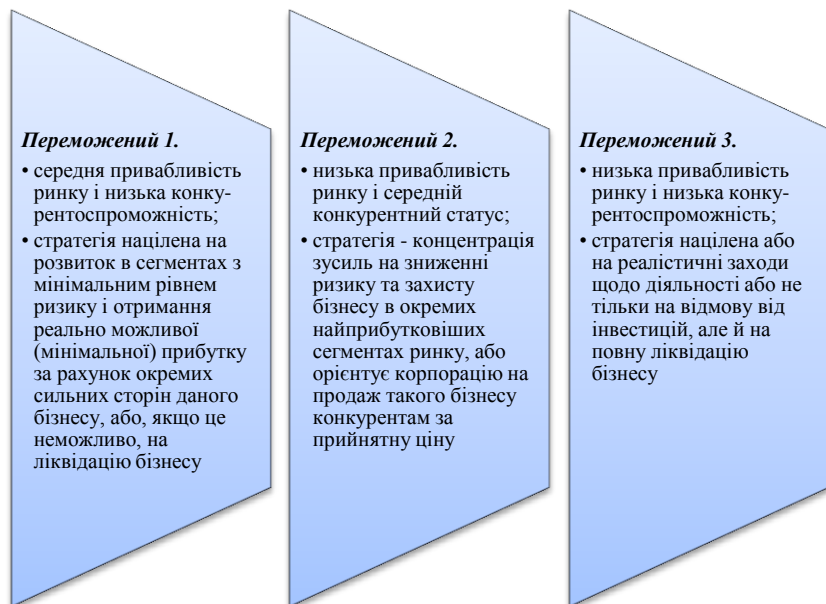 Переможений 1.
• середня привабливість
ринку і низька конку-
рентоспроможність;
• стратегія націлена на
розвиток в сегментах з
мінімальним рівнем
ризику і отримання
реально можливої
(мінімальної) прибутку
за рахунок окремих
сильних сторін даного
бізнесу, або, якщо це
неможливо, на
ліквідацію бізнесу
Переможений 2.
• низька привабливість
ринку і середній
конкурентний статус;
• стратегія - концентрація
зусиль на зниженні
ризику та захисту
бізнесу в окремих
найприбутковіших
сегментах ринку, або
орієнтує корпорацію на
продаж такого бізнесу
конкурентам за
прийнятну ціну
Переможений 3.
• низька привабливість
ринку і низька конку-
рентоспроможність;
• стратегія націлена або
на реалістичні заходи
щодо діяльності або не
тільки на відмову від
інвестицій, але й на
повну ліквідацію
бізнесу